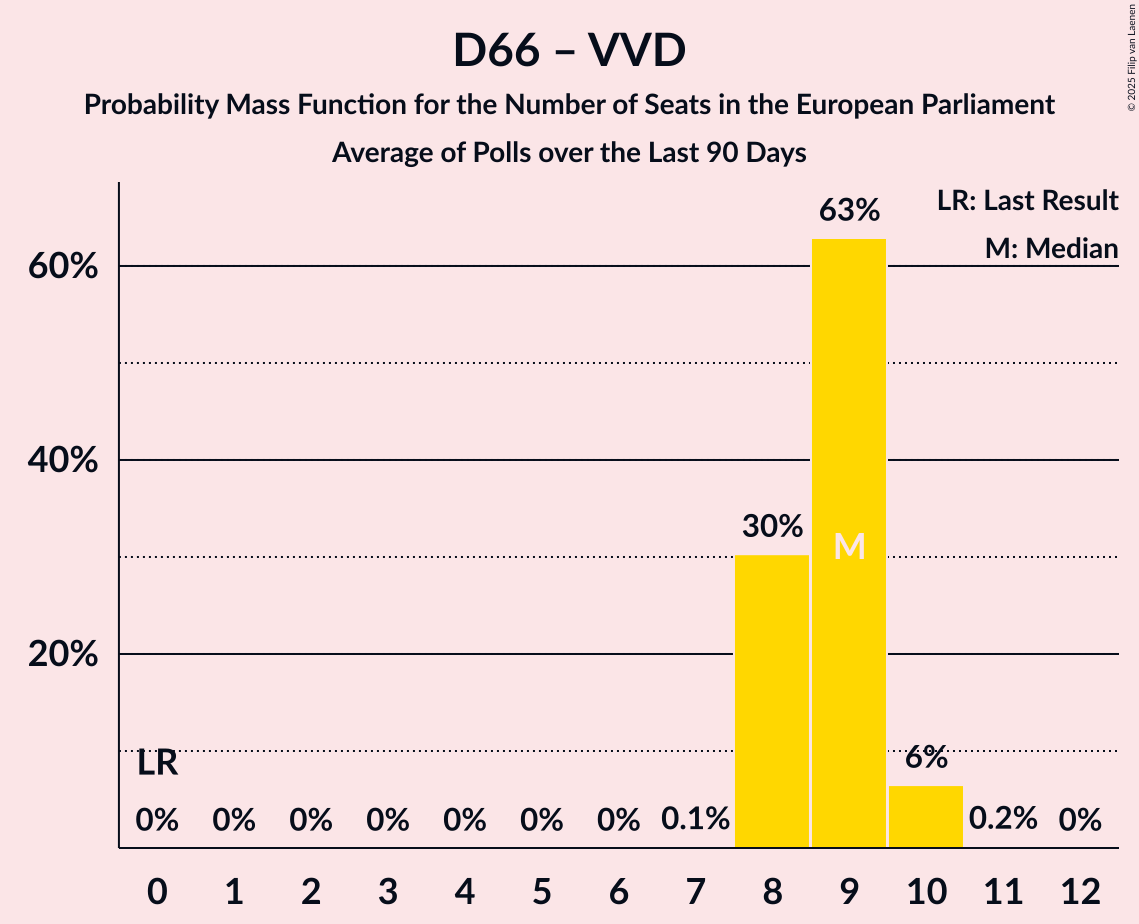 D66 – VVD
Probability Mass Function for the Number of Seats in the European Parliament
Average of Polls over the Last 90 Days
© 2025 Filip van Laenen
LR: Last Result
M: Median
63%
60%
40%
30%
M
20%
LR
6%
0% 0% 0% 0% 0% 0% 0% 0.1% 0.2% 0%
0 1 2 3 4 5 6 7 8 9 10 11 12